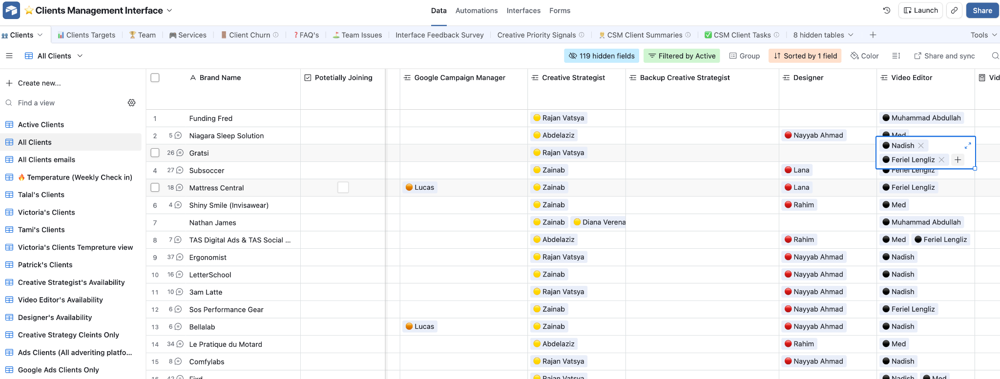 ⭐ Clients Management Interface
Data Automations Interfaces Forms
Launch
Share
Clients
📊 Clients Targets
🏆 Team
🎮 Services
🚪 Client Churn
❓FAQ's
⛳ Team Issues
Interface Feedback Survey
Creative Priority Signals
CSM Client Summaries
✅ CSM Client Tasks
8 hidden tables
Tools
All Clients
119 hidden fields
Filtered by Active
Group
Sorted by 1 field
Color
Share and sync
Create new...
Find a view
Active Clients
All Clients
All Clients emails
🔥 Temperature (Weekly Check in)
Talal's Clients
Victoria's Clients
Tami's Clients
Victoria's Clients Tempreture view
Patrick's Clients
Creative Strategist's Availability
Video Editor's Availability
Designer's Availability
Creative Strategy Cleints Only
Ads Clients (All adveriting platfo...
Google Ads Clients Only
Brand Name Potetially Joining Google Campaign Manager Creative Strategist Backup Creative Strategist Designer Video Editor Vid
1 Funding Fred Rajan Vatsya Muhammad Abdullah
2 5 Niagara Sleep Solution Abdelaziz Nayyab Ahmad Med
26 Gratsi Rajan Vatsya Nadish
Feriel Lengliz
4 27 Subsoccer Zainab Lana Feriel Lengliz
18 Mattress Central Lucas Zainab Lana Feriel Lengliz
6 4 Shiny Smile (Invisawear) Zainab Rahim Med
7 Nathan James Zainab Diana Verena Muhammad Abdullah
8 7 TAS Digital Ads & TAS Social ... Abdelaziz Rahim Med Feriel Lengliz
9 37 Ergonomist Rajan Vatsya Nayyab Ahmad Nadish
10 16 LetterSchool Zainab Nayyab Ahmad Nadish
11 10 3am Latte Rajan Vatsya Nayyab Ahmad Nadish
12 6 Sos Performance Gear Zainab Nayyab Ahmad Feriel Lengliz
13 6 Bellalab Lucas Zainab Nayyab Ahmad Nadish
14 34 Le Pratique du Motard Abdelaziz Rahim Med
15 8 Comfylabs Rajan Vatsya Nayyab Ahmad Nadish
16 42 Fixd Rajan Vatsya Nadish Med